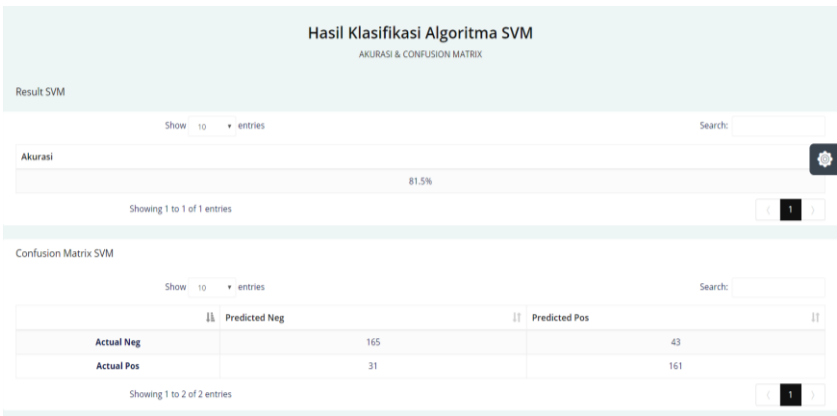 Hasil Klasifikasi Algoritma SVM
AKURASI & CONFUSION MATRIX
Result SVM
Show 10 entries Search:
Akurasi
81.5%
Showing 1 to 1 of 1 entries 1
Confusion Matrix SVM
Show 10 entries Search:
Predicted Neg Predicted Pos
Actual Neg 165 43
Actual Pos 31 161
Showing 1 to 2 of 2 entries 1